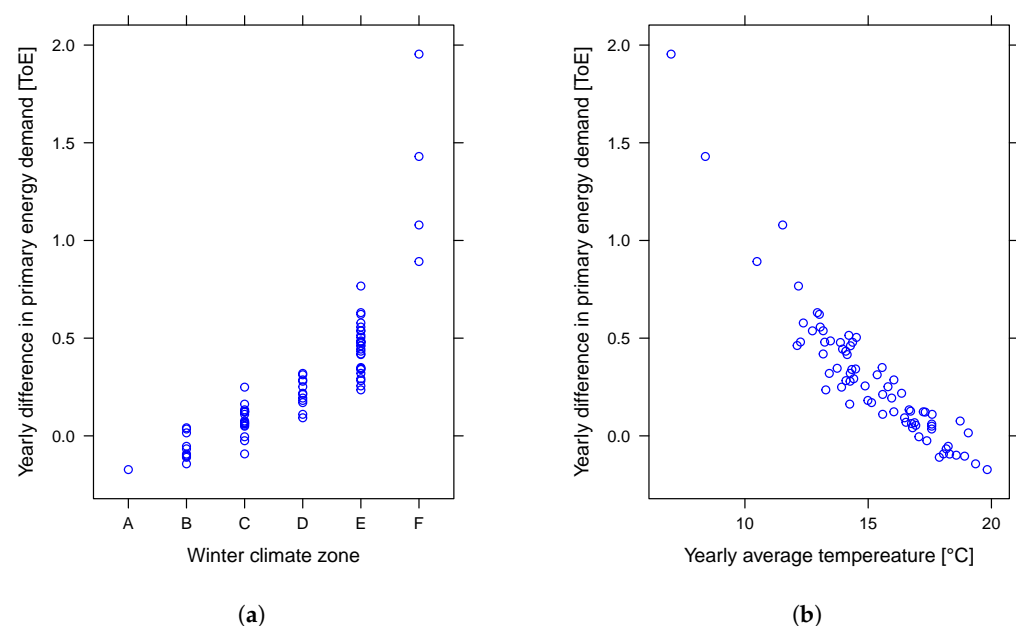 Yearly difference in primary energy demand [ToE]
2.0
1.5
1.0
0.5
0.0
A B C D E F
Winter climate zone
(a)
Yearly difference in primary energy demand [ToE]
2.0
1.5
1.0
0.5
0.0
10 15 20
Yearly average tempereature [°C]
(b)